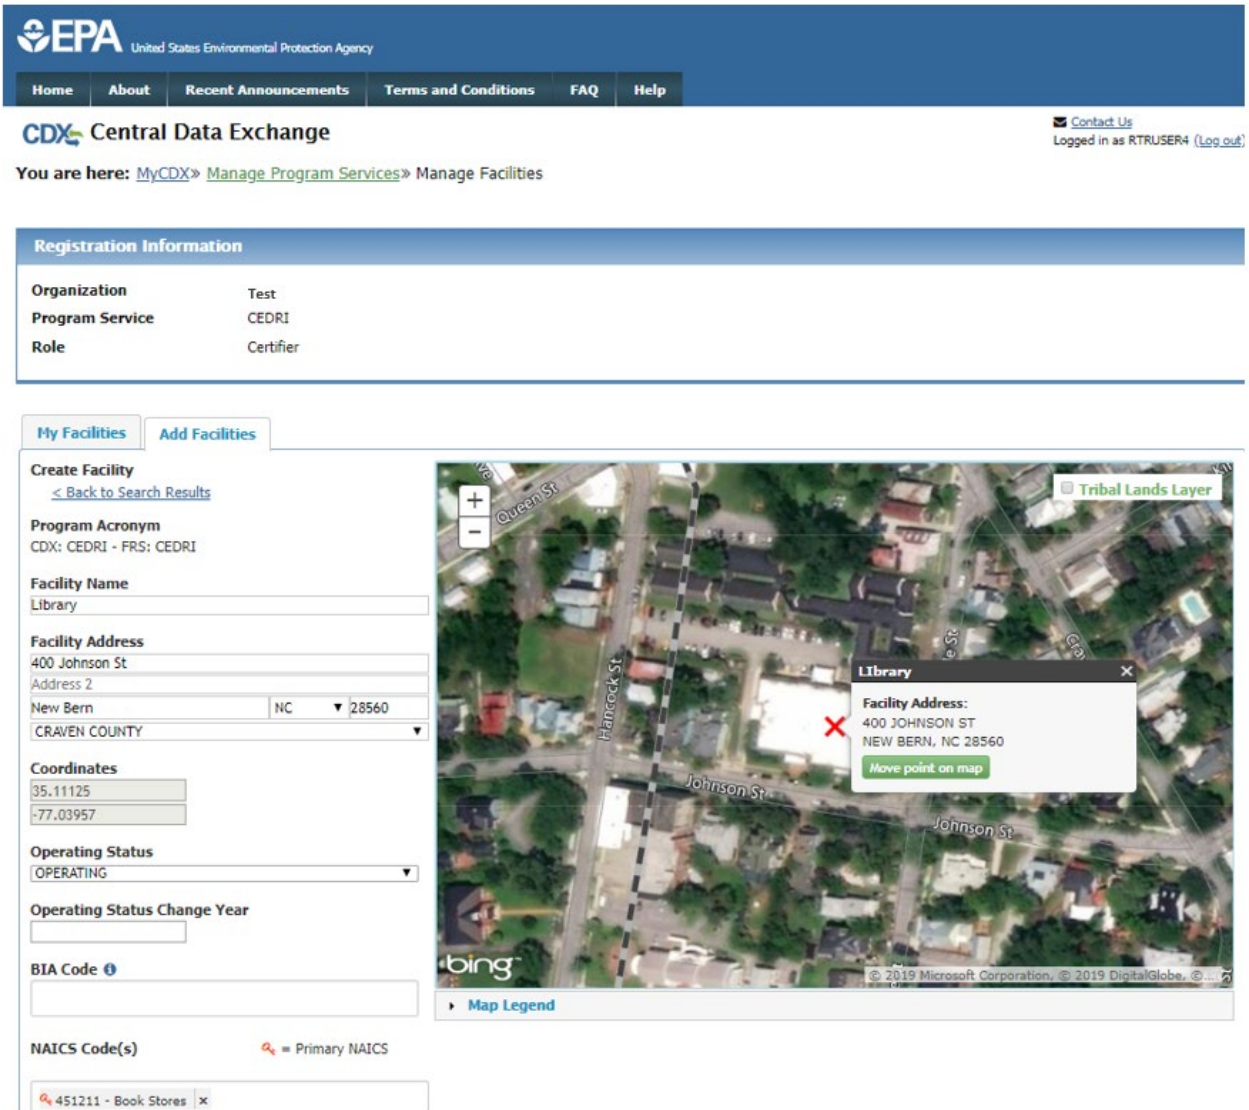 EPA United States Environmental Protection Agency
Home About Recent Announcements Terms and Conditions FAQ Help
CDX Central Data Exchange
Contact Us
Logged in as RTRUSER4 (Log out)
You are here: MyCDX» Manage Program Services» Manage Facilities
Registration Information
Organization Test
Program Service CEDRI
Role Certifier
My Facilities Add Facilities
Create Facility
< Back to Search Results
Program Acronym
CDX: CEDRI - FRS: CEDRI
Facility Name
Library
Facility Address
400 Johnson St
Address 2
New Bern NC ▼ 28560
CRAVEN COUNTY ▼
Coordinates
35.11125
-77.03957
Operating Status
OPERATING ▼
Operating Status Change Year
BIA Code
NAICS Code(s) = Primary NAICS
451211 - Book Stores x
+
−
Queen St
Tribal Lands Layer
Hancock St
LIbrary ×
Facility Address:
400 JOHNSON ST
NEW BERN, NC 28560
Move point on map
Johnson St
Johnson St
bing
© 2019 Microsoft Corporation, © 2019 DigitalGlobe, ©...
Map Legend